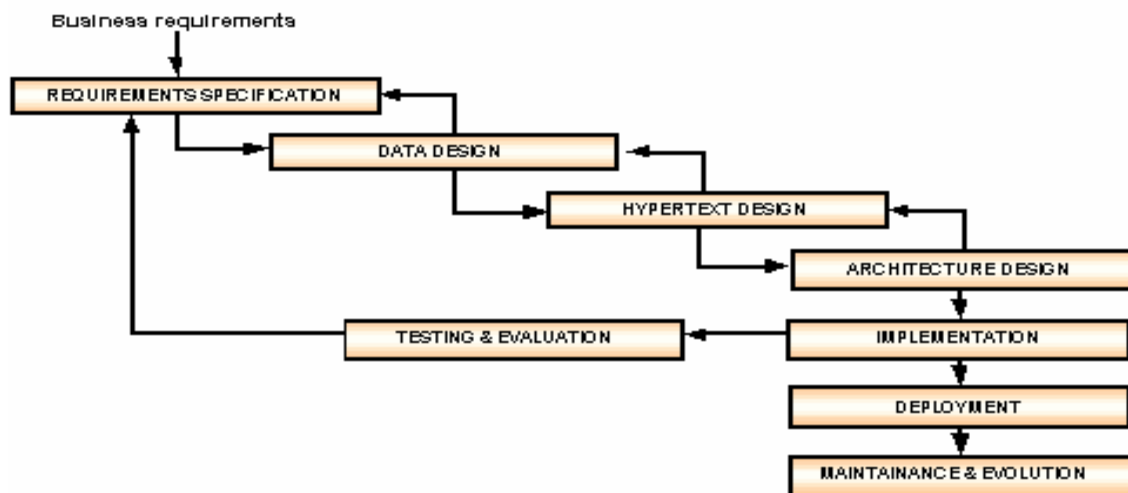 Business requirements
REQUIREMENTS SPECIFICATION
DATA DESIGN
HYPERTEXT DESIGN
ARCHITECTURE DESIGN
TESTING & EVALUATION
IMPLEMENTATION
DEPLOYMENT
MAINTAINANCE & EVOLUTION